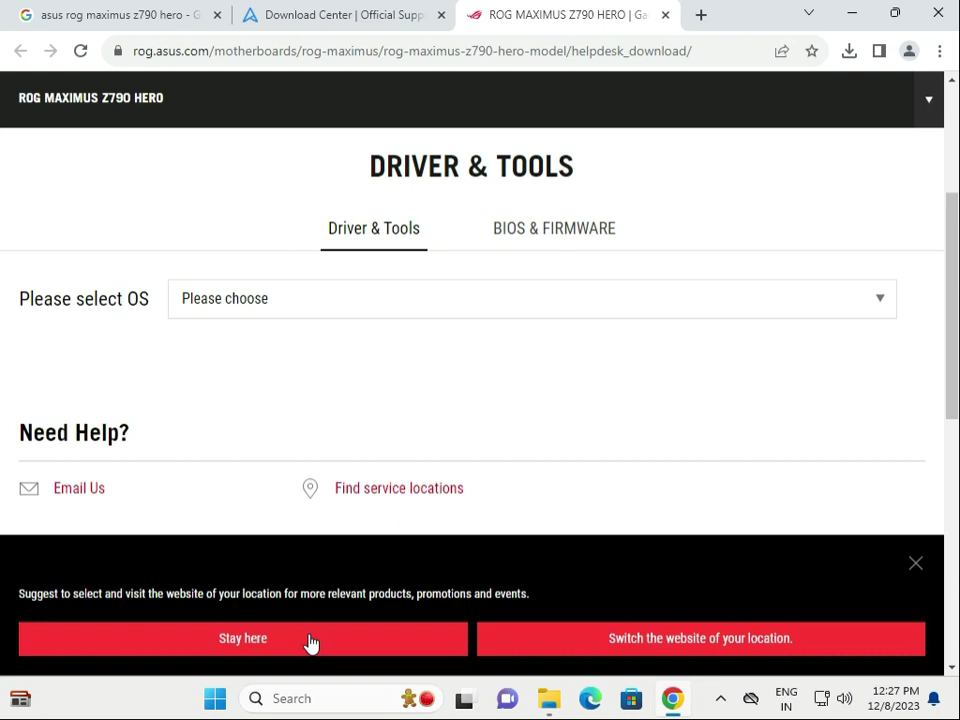 asus rog maximus z790 hero - G
Download Center | Official Supp
ROG MAXIMUS Z790 HERO | Ga
rog.asus.com/motherboards/rog-maximus/rog-maximus-z790-hero-model/helpdesk_download/
ROG MAXIMUS Z790 HERO
DRIVER & TOOLS
Driver & Tools
BIOS & FIRMWARE
Please select OS
Please choose
Need Help?
Email Us
Find service locations
Suggest to select and visit the website of your location for more relevant products, promotions and events.
Stay here
Switch the website of your location.
Search
ENG
IN
12:27 PM
12/8/2023